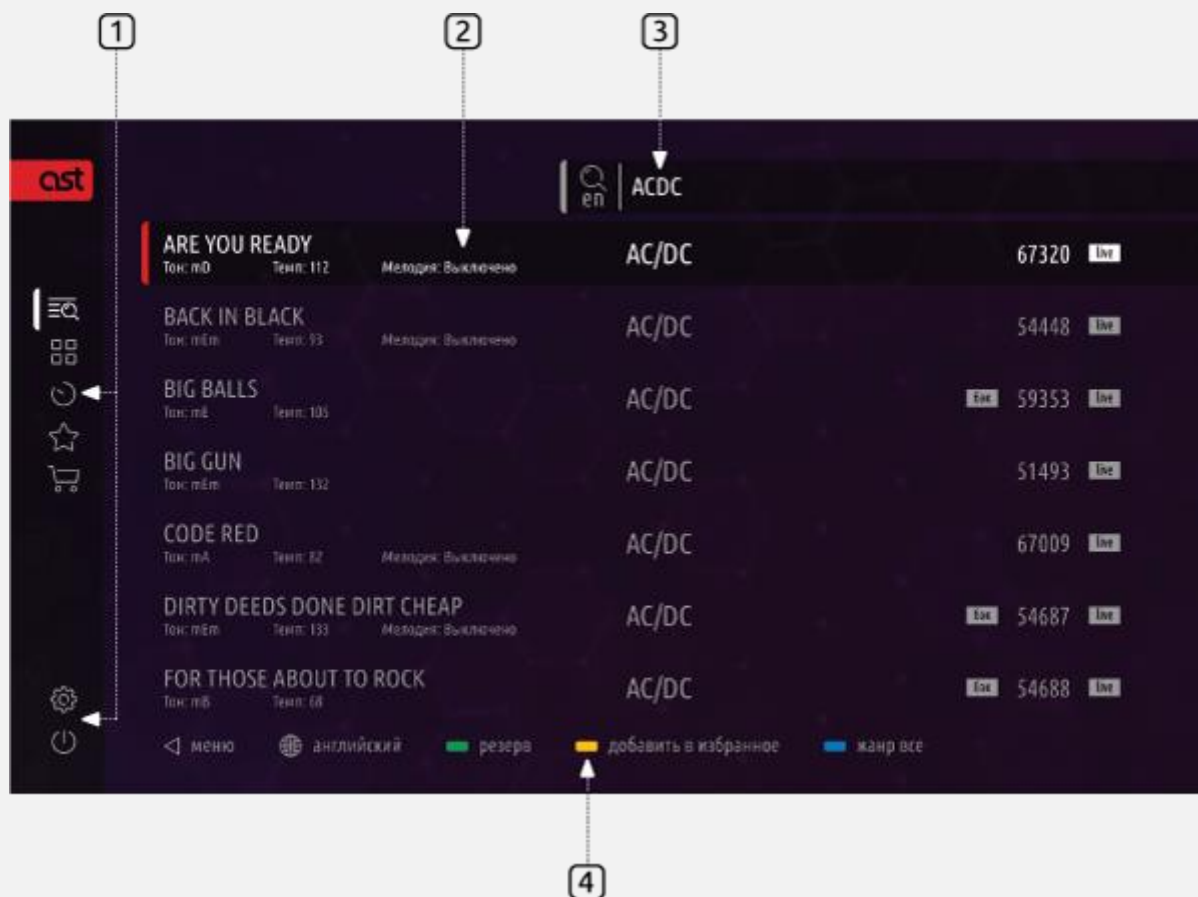 1 2 3
ast
en ACDC
ARE YOU READY AC/DC 67320 live
Тон: mD Темп: 112 Мелодия: Выключено
BACK IN BLACK AC/DC 54448 live
Тон: mEm Темп: 93 Мелодия: Выключено
BIG BALLS AC/DC Бэк 59353 live
Тон: mE Темп: 105
BIG GUN AC/DC 51493 live
Тон: mEm Темп: 132
CODE RED AC/DC 67009 live
Тон: mA Темп: 82 Мелодия: Выключено
DIRTY DEEDS DONE DIRT CHEAP AC/DC Бэк 54687 live
Тон: mEm Темп: 133 Мелодия: Выключено
FOR THOSE ABOUT TO ROCK AC/DC Бэк 54688 live
Тон: mB Темп: 68
меню английский резерв добавить в избранное жанр все
4